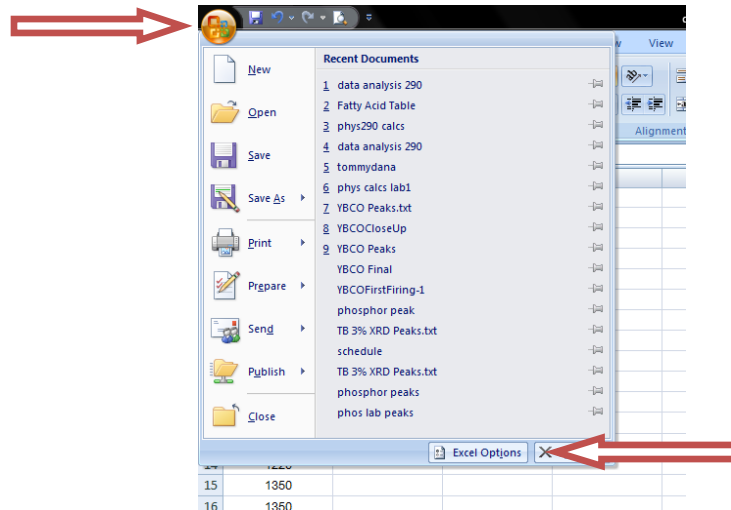 View
New
Open
Save
Save As
Print
Prepare
Send
Publish
Close
Recent Documents
1 data analysis 290
2 Fatty Acid Table
3 phys290 calcs
4 data analysis 290
5 tommydana
6 phys calcs lab1
7 YBCO Peaks.txt
8 YBCOCloseUp
9 YBCO Peaks
YBCO Final
YBCOFirstFiring-1
phosphor peak
TB 3% XRD Peaks.txt
schedule
TB 3% XRD Peaks.txt
phosphor peaks
phos lab peaks
Alignment
Excel Options
14 1220
15 1350
16 1350